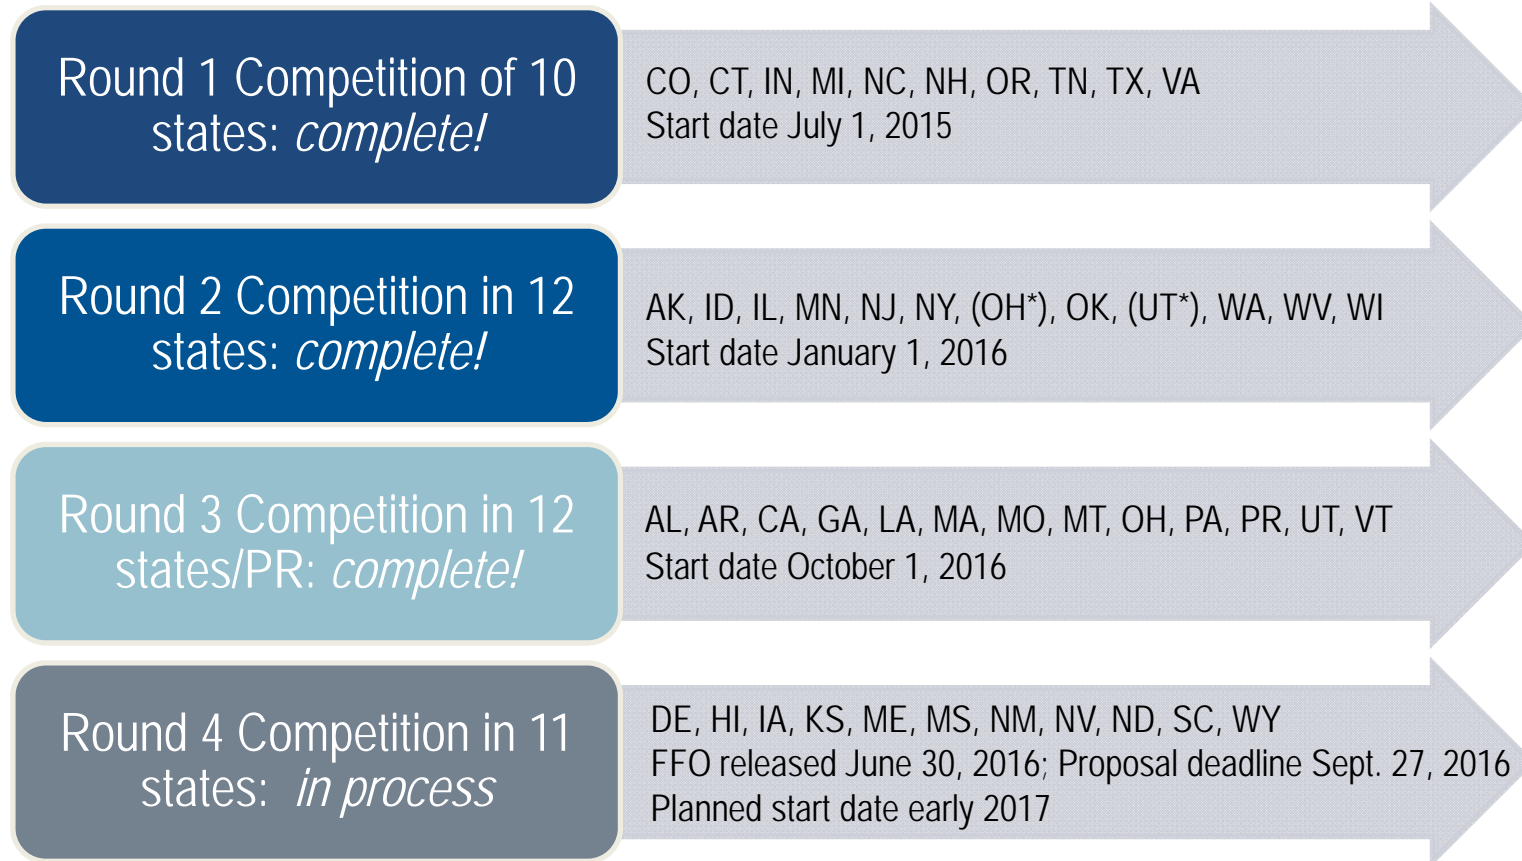 Round 1 Competition of 10
states: complete!
CO, CT, IN, MI, NC, NH, OR, TN, TX, VA
Start date July 1, 2015
Round 2 Competition in 12
states: complete!
AK, ID, IL, MN, NJ, NY, (OH*), OK, (UT*), WA, WV, WI
Start date January 1, 2016
Round 3 Competition in 12
states/PR: complete!
AL, AR, CA, GA, LA, MA, MO, MT, OH, PA, PR, UT, VT
Start date October 1, 2016
Round 4 Competition in 11
states: in process
DE, HI, IA, KS, ME, MS, NM, NV, ND, SC, WY
FFO released June 30, 2016; Proposal deadline Sept. 27, 2016
Planned start date early 2017